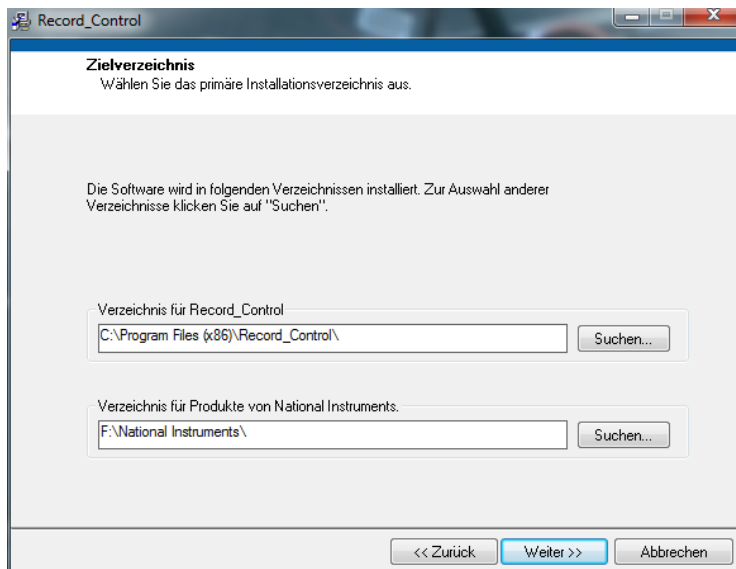 Record_Control
Zielverzeichnis
Wählen Sie das primäre Installationsverzeichnis aus.
Die Software wird in folgenden Verzeichnissen installiert. Zur Auswahl anderer
Verzeichnisse klicken Sie auf "Suchen".
Verzeichnis für Record_Control
C:\Program Files (x86)\Record_Control\
Suchen...
Verzeichnis für Produkte von National Instruments.
F:\National Instruments\
Suchen...
<< Zurück
Weiter >>
Abbrechen